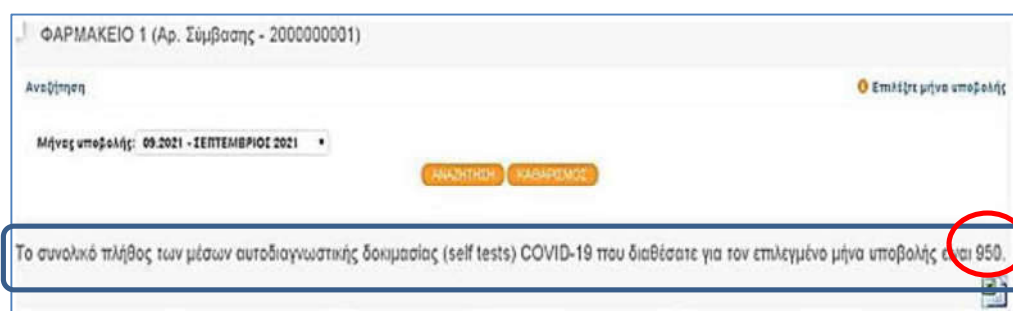 ΦΑΡΜΑΚΕΙΟ 1 (Αρ. Σύμβασης - 2000000001)
Αναζήτηση
Επιλέξτε μήνα υποβολής
Μήνας υποβολής: 09.2021 - ΣΕΠΤΕΜΒΡΙΟΣ 2021
ΑΝΑΖΗΤΗΣΗ ΚΑΘΑΡΙΣΜΟΣ
Το συνολικό πλήθος των μέσων αυτοδιαγνωστικής δοκιμασίας (self tests) COVID-19 που διαθέσατε για τον επιλεγμένο μήνα υποβολής είναι 950.